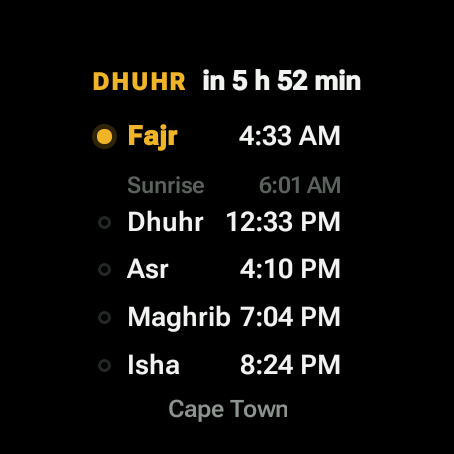 DHUHR in 5 h 52 min
Fajr 4:33 AM
Sunrise 6:01 AM
Dhuhr 12:33 PM
Asr 4:10 PM
Maghrib 7:04 PM
Isha 8:24 PM
Cape Town